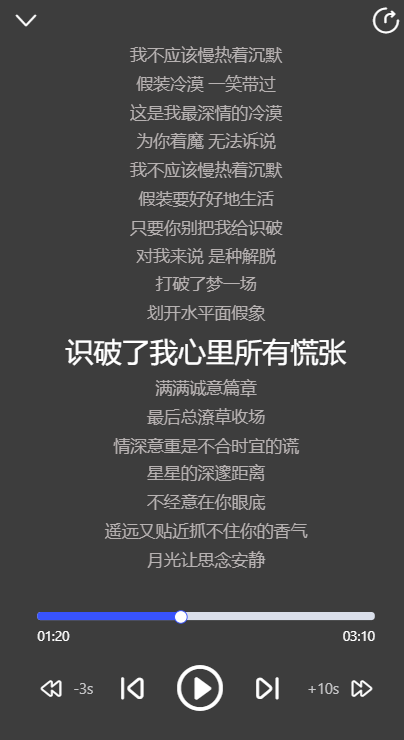 我不应该慢热着沉默
假装冷漠 一笑带过
这是我最深情的冷漠
为你着魔 无法诉说
我不应该慢热着沉默
假装要好好地生活
只要你别把我给识破
对我来说 是种解脱
打破了梦一场
划开水平面假象
识破了我心里所有慌张
满满诚意篇章
最后总潦草收场
情深意重是不合时宜的谎
星星的深邃距离
不经意在你眼底
遥远又贴近抓不住你的香气
月光让思念安静
01:20 03:10
-3s +10s